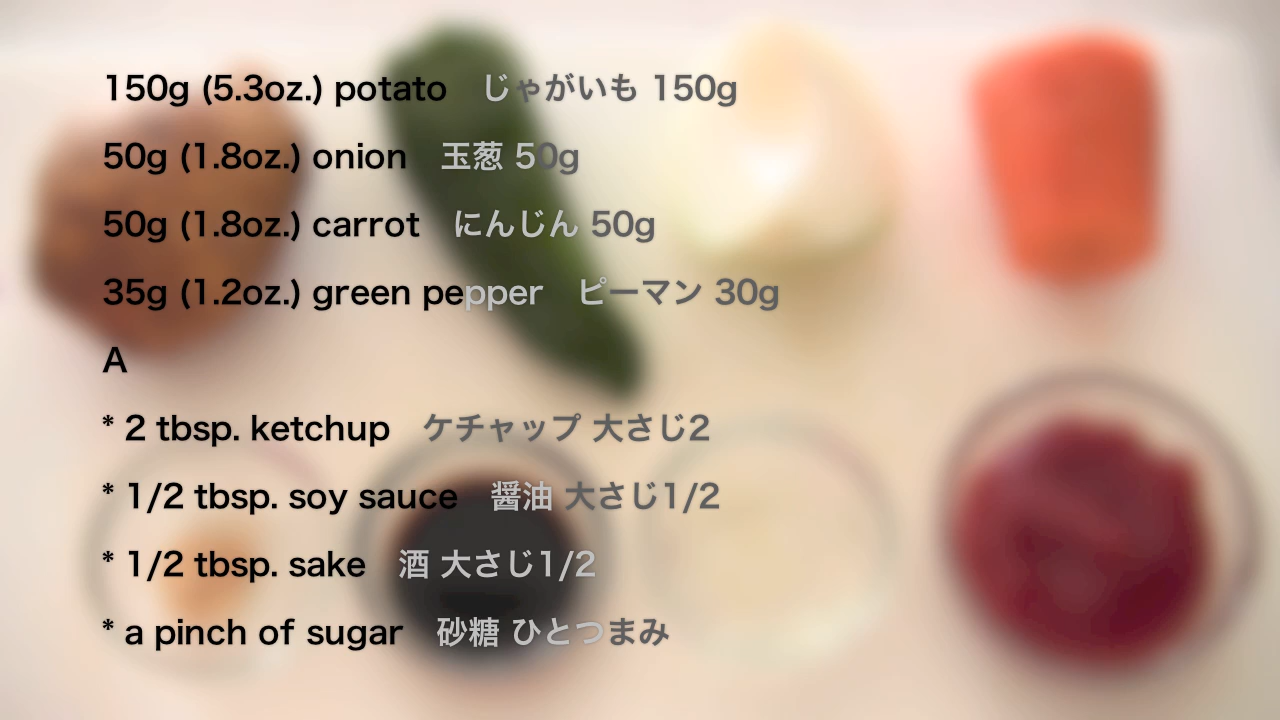 150g (5.3oz.) potato　じゃがいも 150g
50g (1.8oz.) onion　玉葱 50g
50g (1.8oz.) carrot　にんじん 50g
35g (1.2oz.) green pepper　ピーマン 30g
A
* 2 tbsp. ketchup　ケチャップ 大さじ2
* 1/2 tbsp. soy sauce　醤油 大さじ1/2
* 1/2 tbsp. sake　酒 大さじ1/2
* a pinch of sugar　砂糖 ひとつまみ